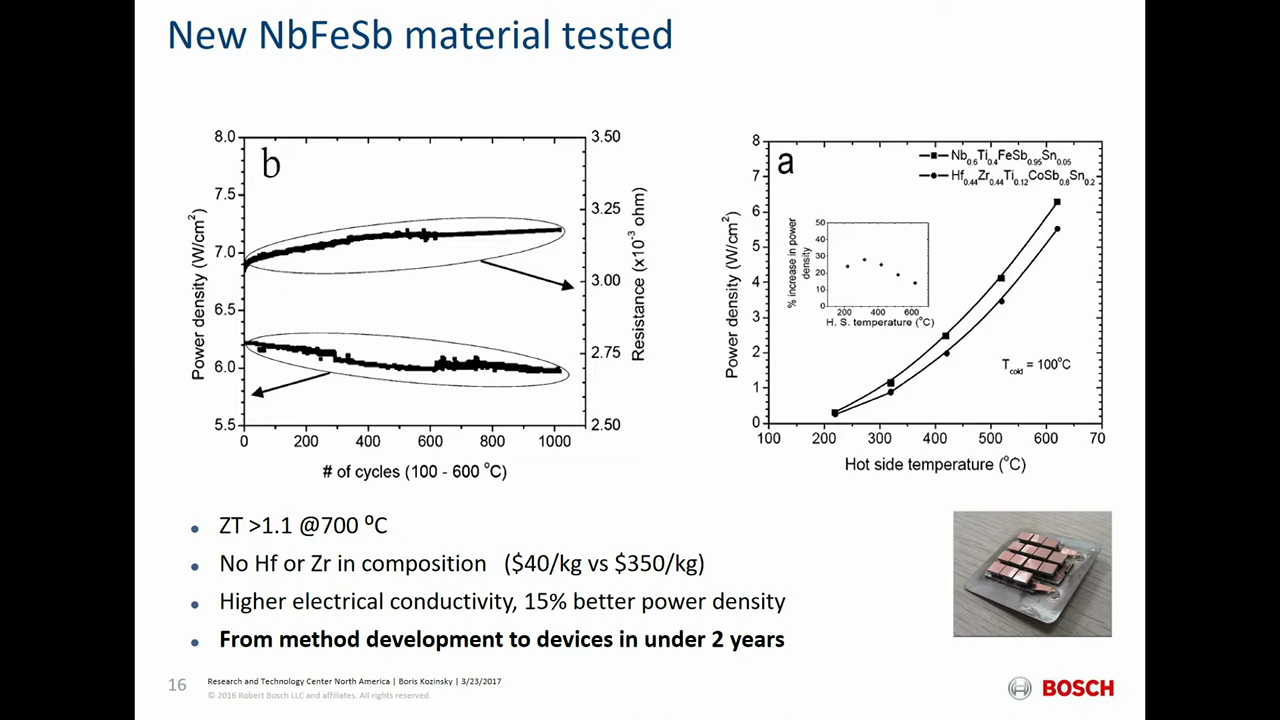 New NbFeSb material tested
8.0
7.5
7.0
6.5
6.0
5.5
Power density (W/cm²)
b
3.50
3.25
3.00
2.75
2.50
Resistance (x10⁻³ ohm)
0 200 400 600 800 1000
# of cycles (100 - 600 °C)
8
7
6
5
4
3
2
1
0
Power density (W/cm²)
a
Nb0.6Ti0.4FeSb0.95Sn0.05
Hf0.44Zr0.44Ti0.12CoSb0.8Sn0.2
50
40
30
20
10
0
% increase in power
density
200 400 600
H. S. temperature (°C)
Tcold = 100°C
100 200 300 400 500 600 70
Hot side temperature (°C)
• ZT >1.1 @700 ⁰C
• No Hf or Zr in composition ($40/kg vs $350/kg)
• Higher electrical conductivity, 15% better power density
• From method development to devices in under 2 years
16
Research and Technology Center North America | Boris Kozinsky | 3/23/2017
© 2016 Robert Bosch LLC and affiliates. All rights reserved.
BOSCH